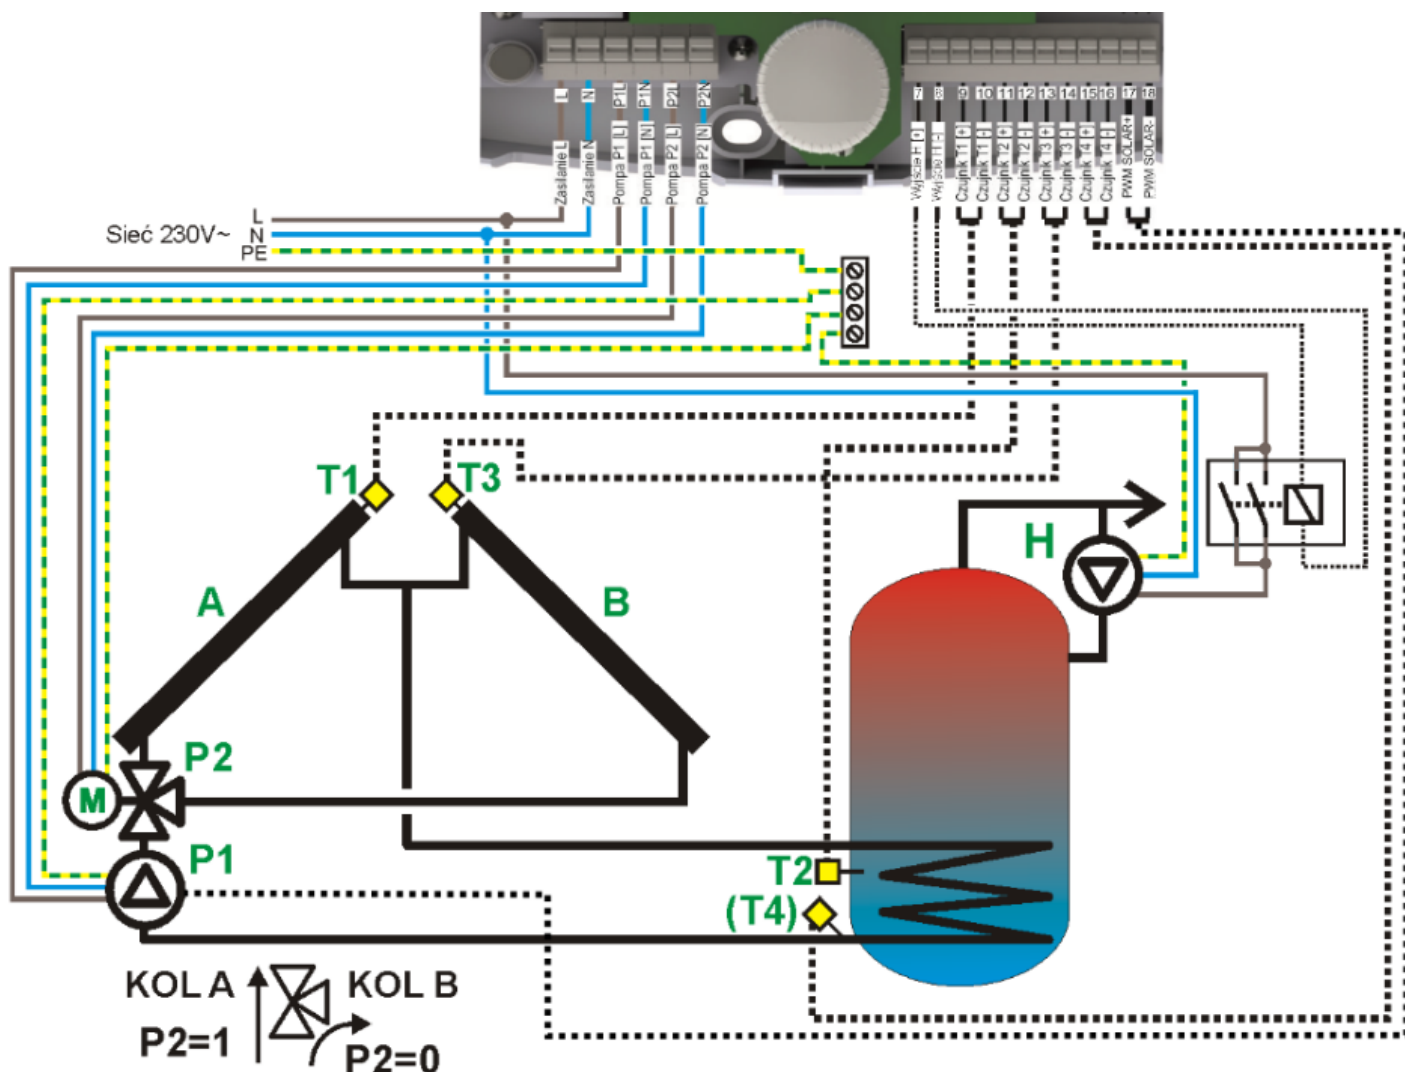 L
N
P1L
P1N
P2L
P2N
Zasilanie L
Zasilanie N
Pompa P1 [L]
Pompa P1 [N]
Pompa P2 [L]
Pompa P2 [N]
7
8
9
10
11
12
13
14
15
16
17
18
Wyjście H [+]
Czujnik T1 [+]
Czujnik T1 [-]
Czujnik T2 [+]
Czujnik T2 [-]
Czujnik T3 [+]
Czujnik T3 [-]
Czujnik T4 [+]
Czujnik T4 [-]
PWM SOLAR+
PWM SOLAR-
L
Sieć 230V~ N
PE
T1
T3
H
A
B
P2
M
P1
T2
(T4)
KOL A
KOL B
P2=1
P2=0